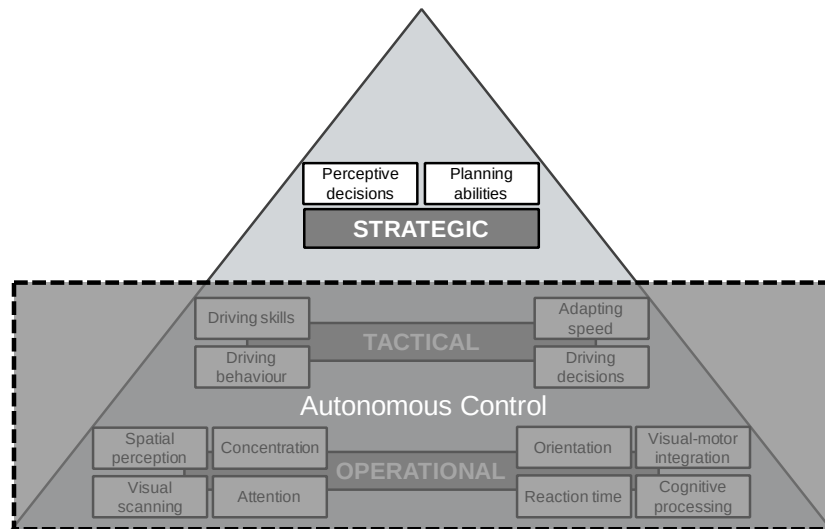 Perceptive
decisions
Planning
abilities
STRATEGIC
Driving skills
Adapting
speed
TACTICAL
Driving
behaviour
Driving
decisions
Autonomous Control
Spatial
perception
Concentration
Orientation
Visual-motor
integration
OPERATIONAL
Visual
scanning
Attention
Reaction time
Cognitive
processing